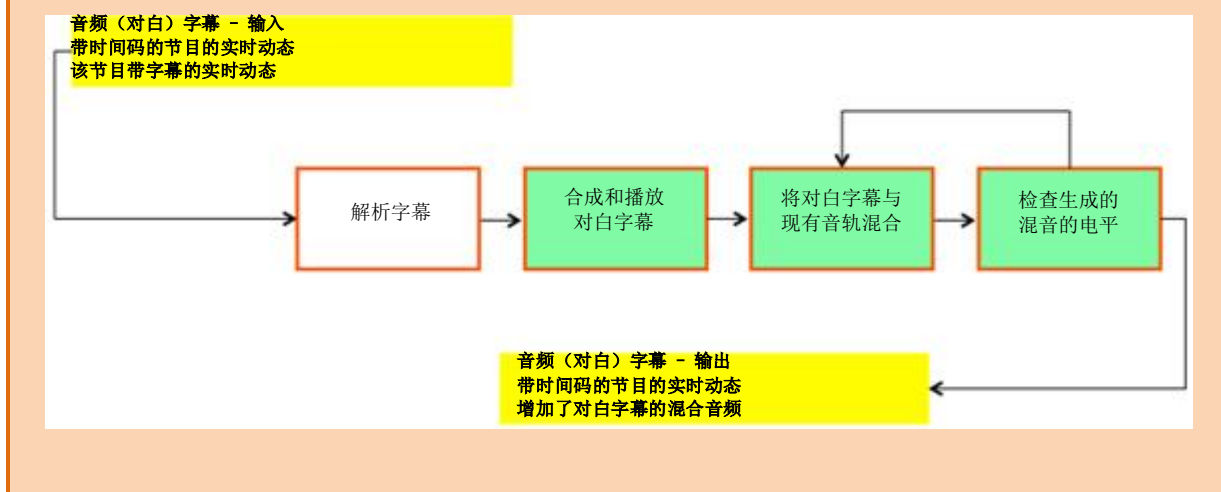 音频（对白）字幕 - 输入
带时间码的节目的实时动态
该节目带字幕的实时动态
解析字幕
合成和播放
对白字幕
将对白字幕与
现有音轨混合
检查生成的
混音的电平
音频（对白）字幕 - 输出
带时间码的节目的实时动态
增加了对白字幕的混合音频